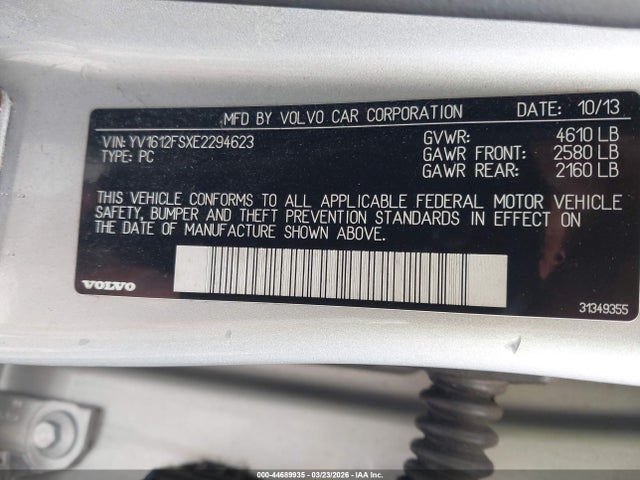 MFD BY VOLVO CAR CORPORATION DATE: 10/13
VIN: YV1612FSXE2294623 GVWR: 4610 LB
TYPE: PC GAWR FRONT: 2580 LB
GAWR REAR: 2160 LB
THIS VEHICLE CONFORMS TO ALL APPLICABLE FEDERAL MOTOR VEHICLE
SAFETY, BUMPER AND THEFT PREVENTION STANDARDS IN EFFECT ON
THE DATE OF MANUFACTURE SHOWN ABOVE.
VOLVO
31349355
000-44689935 - 03/23/2026 - IAA Inc.